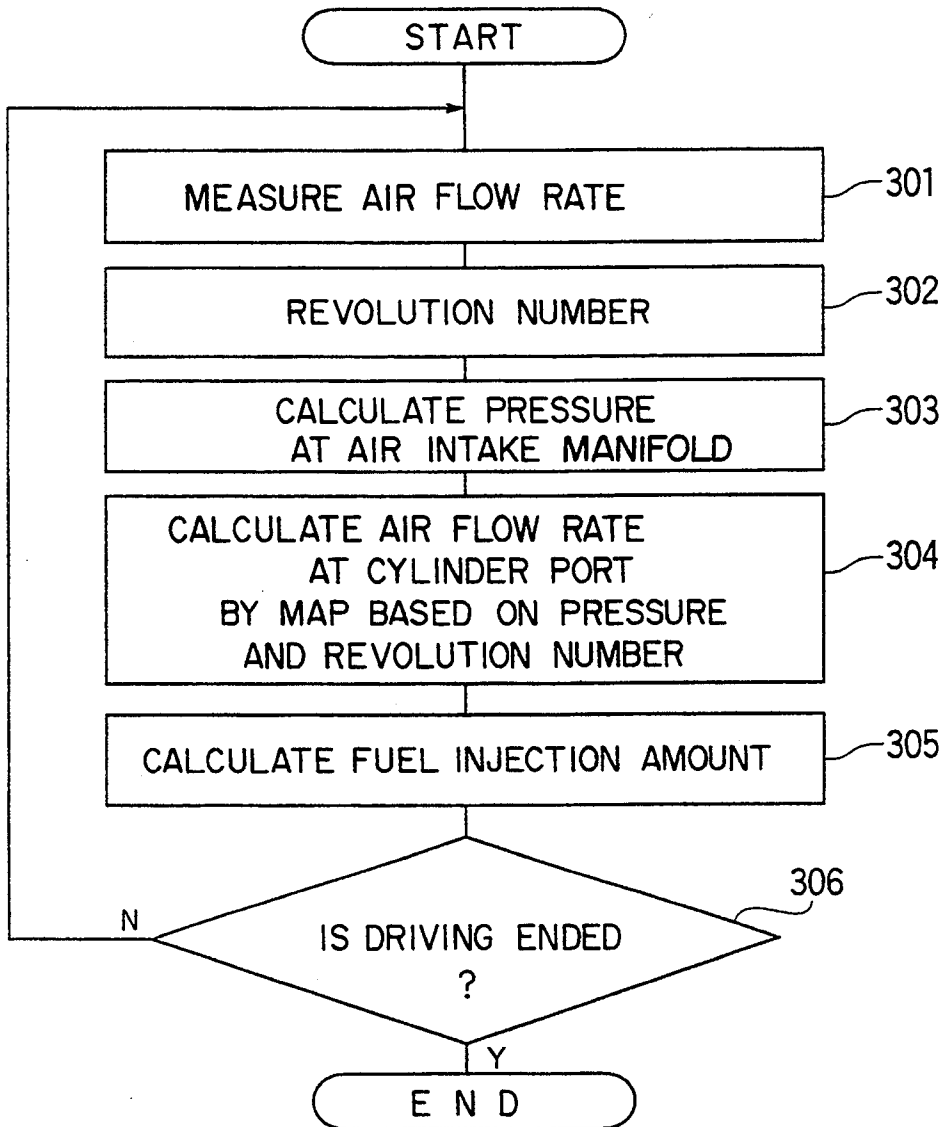 START
MEASURE AIR FLOW RATE
301
REVOLUTION NUMBER
302
CALCULATE PRESSURE
AT AIR INTAKE MANIFOLD
303
CALCULATE AIR FLOW RATE
AT CYLINDER PORT
BY MAP BASED ON PRESSURE
AND REVOLUTION NUMBER
304
CALCULATE FUEL INJECTION AMOUNT
305
306
N
IS DRIVING ENDED
?
Y
END